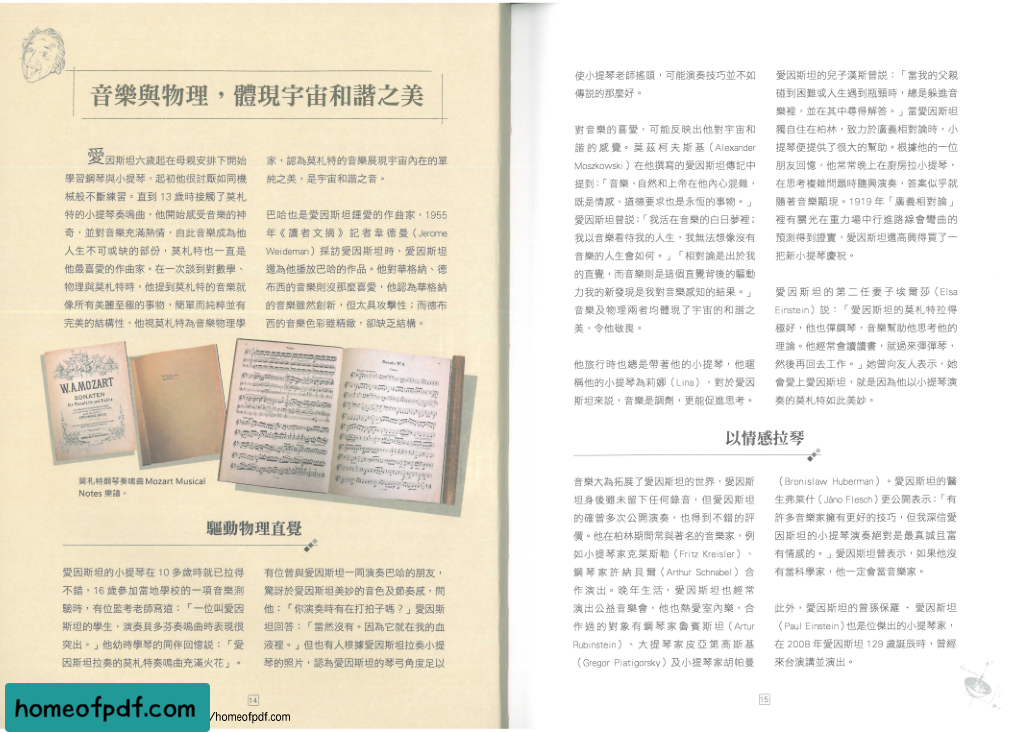 音樂與物理，體現宇宙和諧之美
愛因斯坦六歲起在母親安排下開始
學習鋼琴與小提琴。起初他很討厭如同機
械般不斷練習。直到 13 歲時接觸了莫札
特的小提琴奏鳴曲，他開始感受音樂的神
奇，並對音樂充滿熱情，自此音樂成為他
人生不可或缺的部份，莫札特也一直是
他最喜愛的作曲家。在一次談到對數學、
物理與莫札特時，他提到莫札特的音樂就
像所有美麗至極的事物，簡單而純粹並有
完美的結構性，他視莫札特為音樂物理學
家，認為莫札特的音樂展現宇宙內在的單
純之美，是宇宙和諧之音。
巴哈也是愛因斯坦鍾愛的作曲家，1955
年《讀者文摘》記者韋德曼（Jerome
Weideman）採訪愛因斯坦時，愛因斯坦
還為他播放巴哈的作品。他對華格納、德
布西的音樂則沒那麼喜愛，他認為華格納
的音樂雖然創新，但太具攻擊性；而德布
西的音樂色彩雖精緻，卻缺乏結構。
W.A.MOZART
SONATEN
Sonate Nº 4.
莫札特鋼琴奏鳴曲 Mozart Musical
Notes 樂譜。
驅動物理直覺
愛因斯坦的小提琴在 10 多歲時就已拉得
不錯，16 歲參加當地學校的一項音樂測
驗時，有位監考老師寫道：「一位叫愛因
斯坦的學生，演奏貝多芬奏鳴曲時表現很
突出。」他幼時學琴的同伴回憶說：「愛
因斯坦拉奏的莫札特奏鳴曲充滿火花」。
有位曾與愛因斯坦一同演奏巴哈的朋友，
驚訝於愛因斯坦美妙的音色及節奏感，問
他：「你演奏時有在打拍子嗎？」愛因斯
坦回答：「當然沒有。因為它就在我的血
液裡。」但也有人根據愛因斯坦拉奏小提
琴的照片，認為愛因斯坦的琴弓角度足以
14
homeofpdf.com
/homeofpdf.com
使小提琴老師搖頭，可能演奏技巧並不如
傳說的那麼好。
對音樂的喜愛，可能反映出他對宇宙和
諧的感覺。莫茲柯夫斯基（Alexander
Moszkowski）在他撰寫的愛因斯坦傳記中
提到：「音樂、自然和上帝在他內心混雜，
既是情感、道德要求也是永恆的事物。」
愛因斯坦曾說：「我活在音樂的白日夢裡；
我以音樂看待我的人生，我無法想像沒有
音樂的人生會如何。」「相對論是出於我
的直覺，而音樂則是這個直覺背後的驅動
力我的新發現是我對音樂感知的結果。」
音樂及物理兩者均體現了宇宙的和諧之
美，令他敬畏。
他旅行時也總是帶著他的小提琴，他暱
稱他的小提琴為莉娜（Lina），對於愛因
斯坦來說，音樂是調劑，更能促進思考。
愛因斯坦的兒子漢斯曾說：「當我的父親
碰到困難或人生遇到瓶頸時，總是躲進音
樂裡，並在其中尋得解答。」當愛因斯坦
獨自住在柏林，致力於廣義相對論時，小
提琴便提供了很大的幫助。根據他的一位
朋友回憶，他常常晚上在廚房拉小提琴，
在思考複雜問題時隨興演奏，答案似乎就
隨著音樂顯現。1919 年「廣義相對論」
裡有關光在重力場中行進路線會彎曲的
預測得到證實，愛因斯坦還高興得買了一
把新小提琴慶祝。
愛因斯坦的第二任妻子埃爾莎（Elsa
Einstein）說：「愛因斯坦的莫札特拉得
極好，他也彈鋼琴，音樂幫助他思考他的
理論。他經常會讀讀書，就過來彈彈琴，
然後再回去工作。」她曾向友人表示，她
會愛上愛因斯坦，就是因為他以小提琴演
奏的莫札特如此美妙。
以情感拉琴
音樂大為拓展了愛因斯坦的世界，愛因斯
坦身後雖未留下任何錄音，但愛因斯坦
的確曾多次公開演奏，也得到不錯的評
價。他在柏林期間常與著名的音樂家，例
如小提琴家克萊斯勒（Fritz Kreisler）、
鋼琴家許納貝爾（Arthur Schnabel）合
作演出。晚年生活，愛因斯坦也經常
演出公益音樂會，他也熱愛室內樂，合
作過的對象有鋼琴家魯賓斯坦（Artur
Rubinstein）、大提琴家皮亞第高斯基
（Gregor Piatigorsky）及小提琴家胡帕曼
（Bronislaw Huberman）。愛因斯坦的醫
生弗萊什（Jáno Flesch）更公開表示：「有
許多音樂家擁有更好的技巧，但我深信愛
因斯坦的小提琴演奏絕對是最真誠且富
有情感的。」愛因斯坦曾表示，如果他沒
有當科學家，他一定會當音樂家。
此外，愛因斯坦的曾孫保羅·愛因斯坦
（Paul Einstein）也是位傑出的小提琴家，
在 2008 年愛因斯坦 129 歲誕辰時，曾經
來台演講並演出。
15